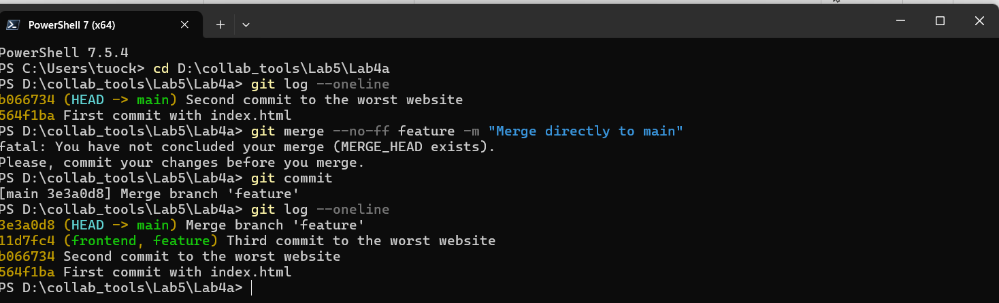 PowerShell 7 (x64)
PowerShell 7.5.4
PS C:\Users\tuock> cd D:\collab_tools\Lab5\Lab4a
PS D:\collab_tools\Lab5\Lab4a> git log --oneline
b066734 (HEAD -> main) Second commit to the worst website
564f1ba First commit with index.html
PS D:\collab_tools\Lab5\Lab4a> git merge --no-ff feature -m "Merge directly to main"
fatal: You have not concluded your merge (MERGE_HEAD exists).
Please, commit your changes before you merge.
PS D:\collab_tools\Lab5\Lab4a> git commit
[main 3e3a0d8] Merge branch 'feature'
PS D:\collab_tools\Lab5\Lab4a> git log --oneline
3e3a0d8 (HEAD -> main) Merge branch 'feature'
11d7fc4 (frontend, feature) Third commit to the worst website
b066734 Second commit to the worst website
564f1ba First commit with index.html
PS D:\collab_tools\Lab5\Lab4a>